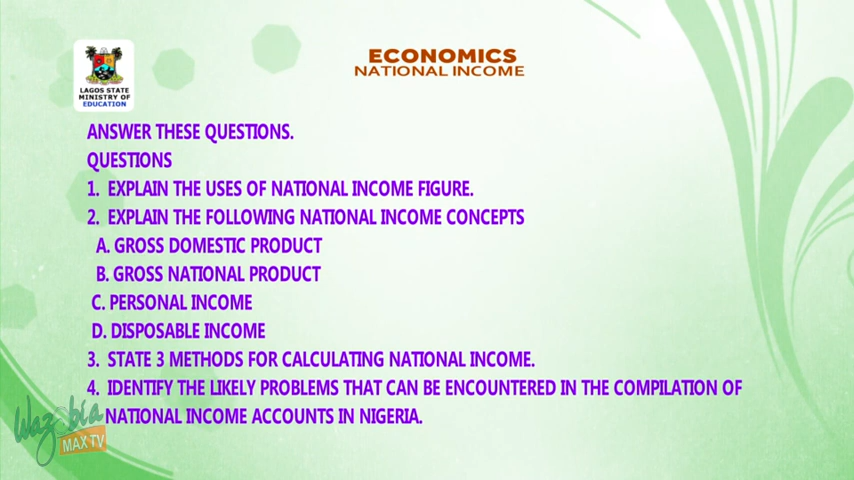 ECONOMICS
NATIONAL INCOME
LAGOS STATE
MINISTRY OF
EDUCATION
ANSWER THESE QUESTIONS.
QUESTIONS
1. EXPLAIN THE USES OF NATIONAL INCOME FIGURE.
2. EXPLAIN THE FOLLOWING NATIONAL INCOME CONCEPTS
A. GROSS DOMESTIC PRODUCT
B. GROSS NATIONAL PRODUCT
C. PERSONAL INCOME
D. DISPOSABLE INCOME
3. STATE 3 METHODS FOR CALCULATING NATIONAL INCOME.
4. IDENTIFY THE LIKELY PROBLEMS THAT CAN BE ENCOUNTERED IN THE COMPILATION OF
NATIONAL INCOME ACCOUNTS IN NIGERIA.
Wazobia
MAX TV